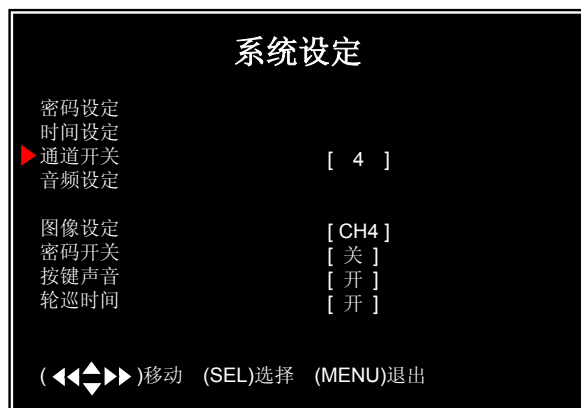 系统设定
密码设定
时间设定
通道开关 [ 4 ]
音频设定
图像设定 [ CH4 ]
密码开关 [ 关 ]
按键声音 [ 开 ]
轮巡时间 [ 开 ]
( )移动 (SEL)选择 (MENU)退出